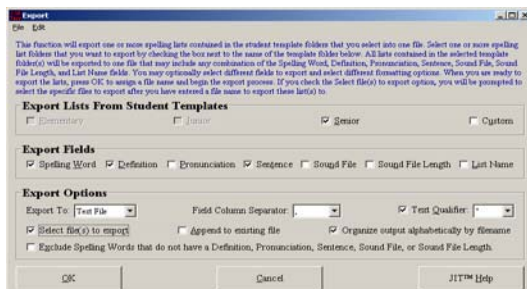 Export
File Edit
This function will export one or more spelling lists contained in the student template folders that you select into one file. Select one or more spelling
list folders that you want to export by checking the box next to the name of the template folder below. All lists contained in the selected template
folder(s) will be exported to one file that may include any combination of the Spelling Word, Definition, Pronunciation, Sentence, Sound File, Sound
File Length, and List Name fields. You may optionally select different fields to export and select different formatting options. When you are ready to
export the lists, press OK to assign a file name and begin the export process. If you check the Select file(s) to export option, you will be prompted to
select the specific files to export after you have entered a file name to export these list(s) to.
Export Lists From Student Templates
Elementary Junior Senior Custom
Export Fields
Spelling Word Definition Pronunciation Sentence Sound File Sound File Length List Name
Export Options
Export To: Text File Field Column Separator: , Text Qualifier: "
Select file(s) to export Append to existing file Organize output alphabetically by filename
Exclude Spelling Words that do not have a Definition, Pronunciation, Sentence, Sound File, or Sound File Length.
OK Cancel JIT™ Help